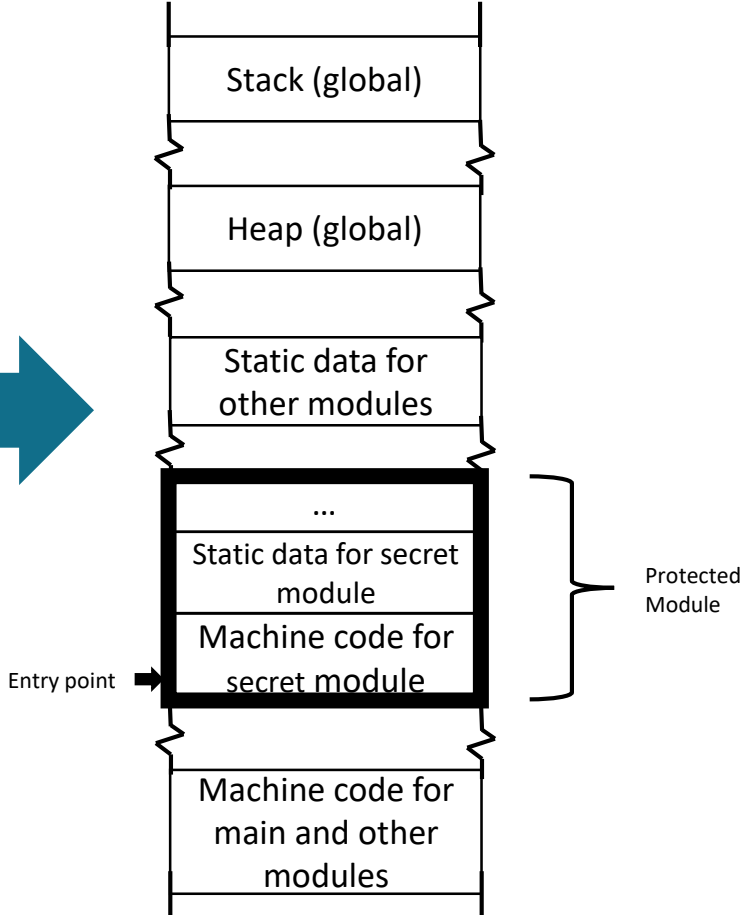 Stack (global)
Heap (global)
Static data for
other modules
...
Static data for secret
module
Machine code for
secret module
Protected
Module
Entry point
Machine code for
main and other
modules